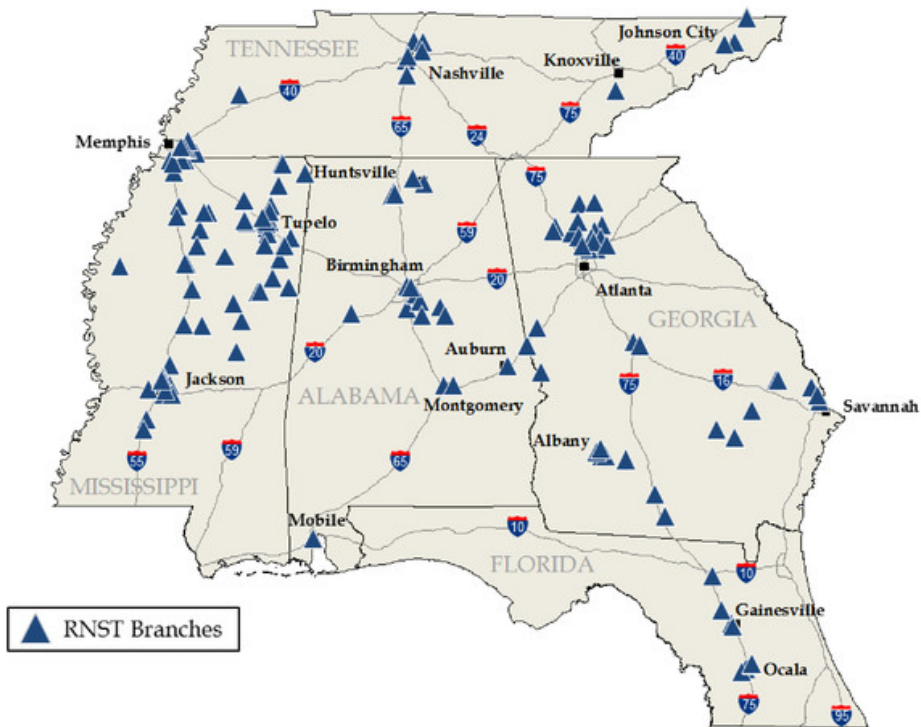 TENNESSEE
Johnson City
40
Knoxville
Nashville
40
75
65
24
Memphis
75
Huntsville
Tupelo
59
Birmingham
20
Atlanta
GEORGIA
20
Auburn
Jackson
ALABAMA
75
16
Montgomery
Savannah
Albany
59
55
65
MISSISSIPPI
Mobile
10
FLORIDA
10
RNST Branches
Gainesville
Ocala
75
95